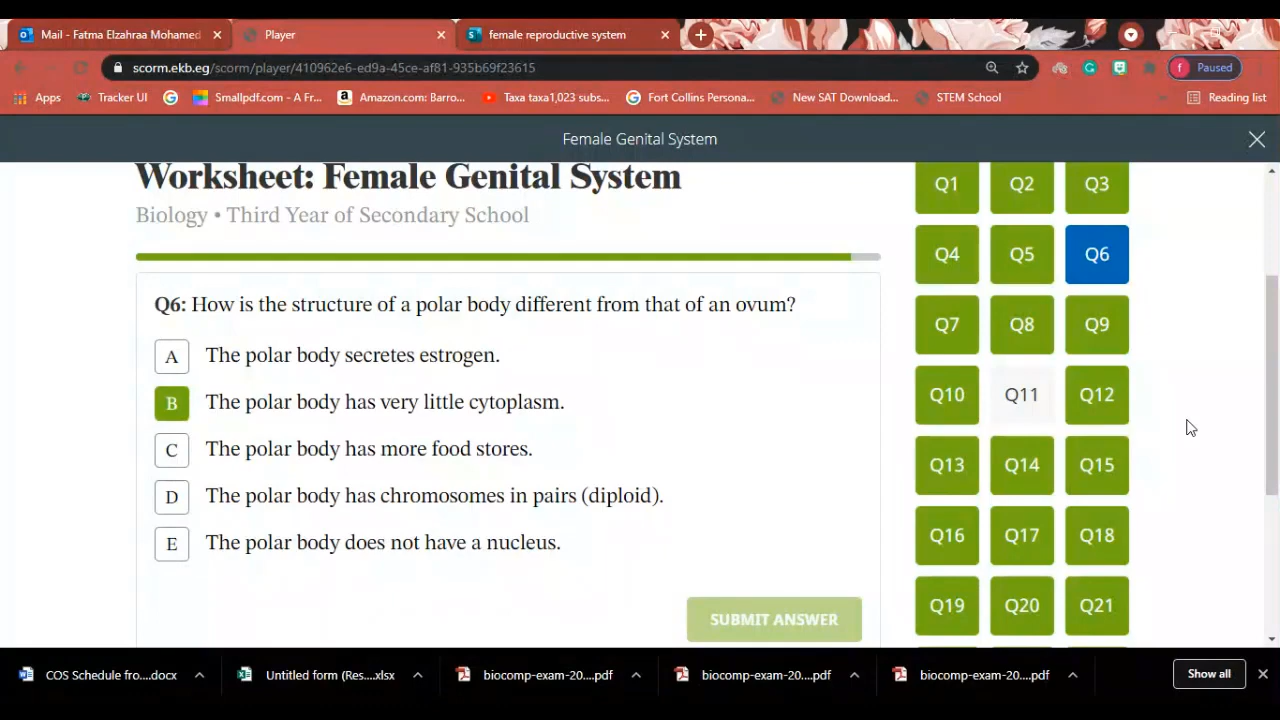 Mail - Fatma Elzahraa Mohamed
Player
female reproductive system
scorm.ekb.eg/scorm/player/410962e6-ed9a-45ce-af81-935b69f23615
f Paused
Apps
Tracker UI
Smallpdf.com - A Fr...
Amazon.com: Barro...
Taxa taxa1,023 subs...
Fort Collins Persona...
New SAT Download...
STEM School
Reading list
Female Genital System
Worksheet: Female Genital System
Biology • Third Year of Secondary School
Q6: How is the structure of a polar body different from that of an ovum?
A The polar body secretes estrogen.
B The polar body has very little cytoplasm.
C The polar body has more food stores.
D The polar body has chromosomes in pairs (diploid).
E The polar body does not have a nucleus.
SUBMIT ANSWER
Q1 Q2 Q3
Q4 Q5 Q6
Q7 Q8 Q9
Q10 Q11 Q12
Q13 Q14 Q15
Q16 Q17 Q18
Q19 Q20 Q21
COS Schedule fro....docx
Untitled form (Res....xlsx
biocomp-exam-20....pdf
biocomp-exam-20....pdf
biocomp-exam-20....pdf
Show all